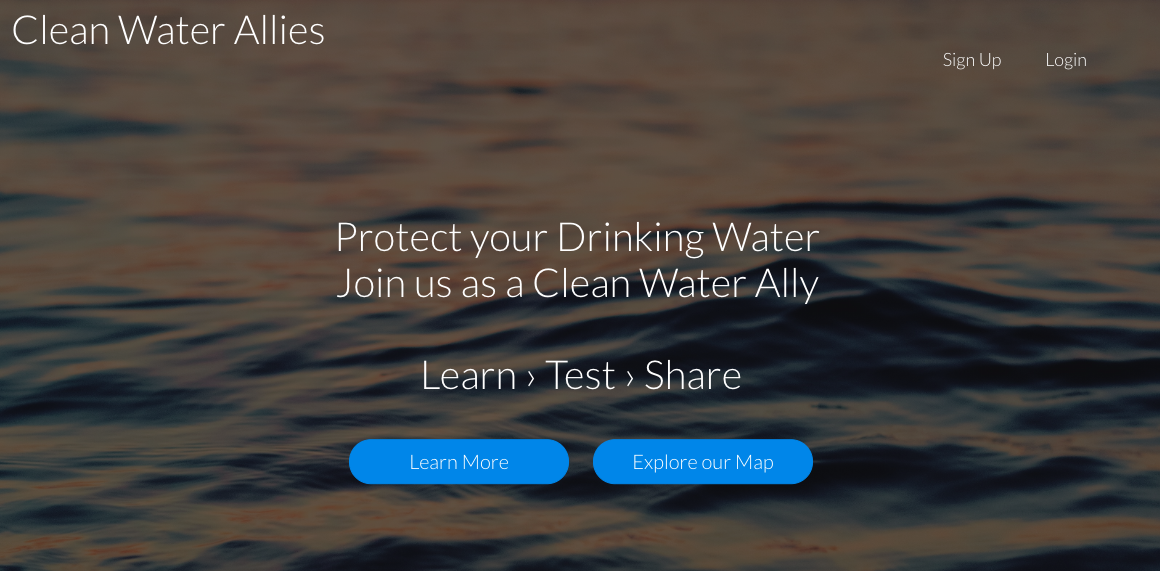 Clean Water Allies
Sign Up
Login
Protect your Drinking Water
Join us as a Clean Water Ally
Learn › Test › Share
Learn More
Explore our Map